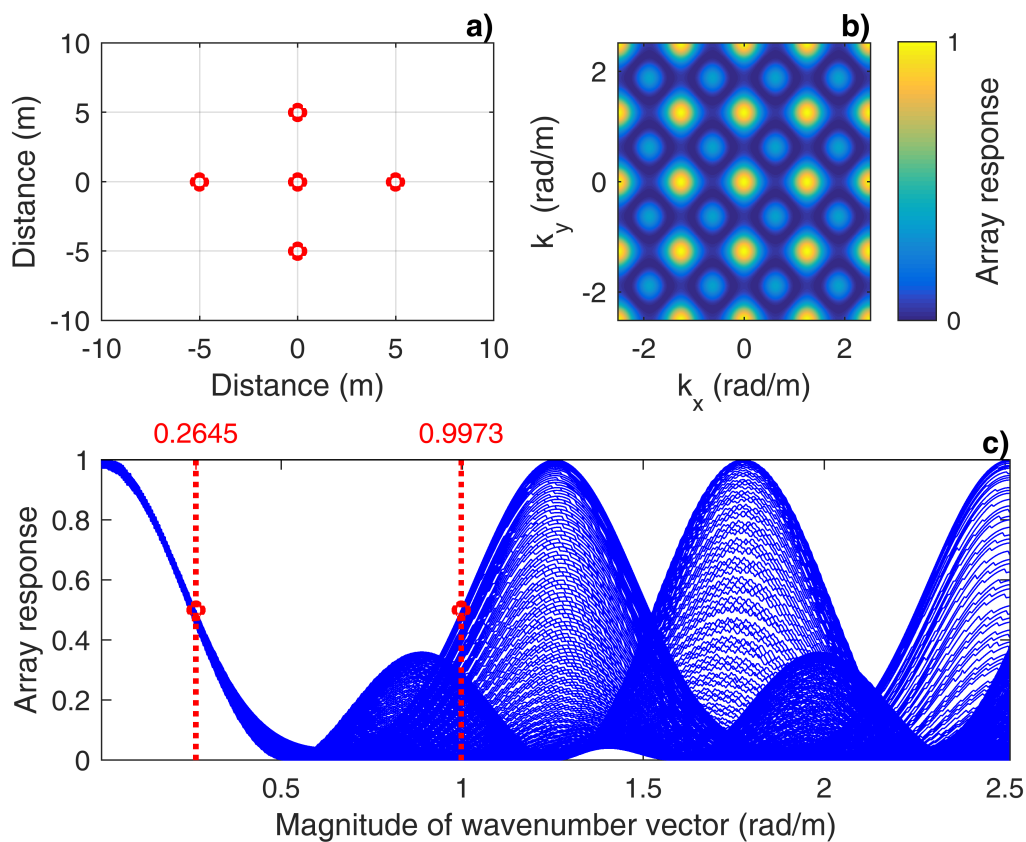 a)
10
5
0
-5
-10
-10 -5 0 5 10
Distance (m)
Distance (m)
b)
2
0
-2
-2 0 2
k_y (rad/m)
k_x (rad/m)
1
0
Array response
0.2645 0.9973
c)
1
0.8
0.6
0.4
0.2
0
0.5 1 1.5 2 2.5
Array response
Magnitude of wavenumber vector (rad/m)